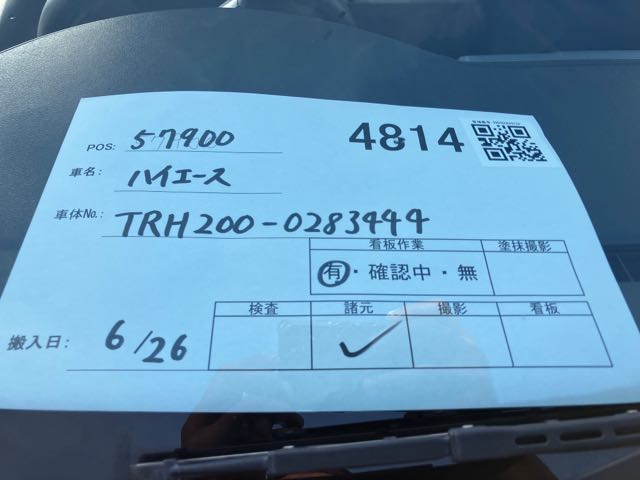 4814
POS: 57900
車名: ハイエース
車体No.: TRH200-0283444
看板作業 塗抹撮影
有・確認中・無
検査 諸元 撮影 看板
搬入日: 6/26 ✓